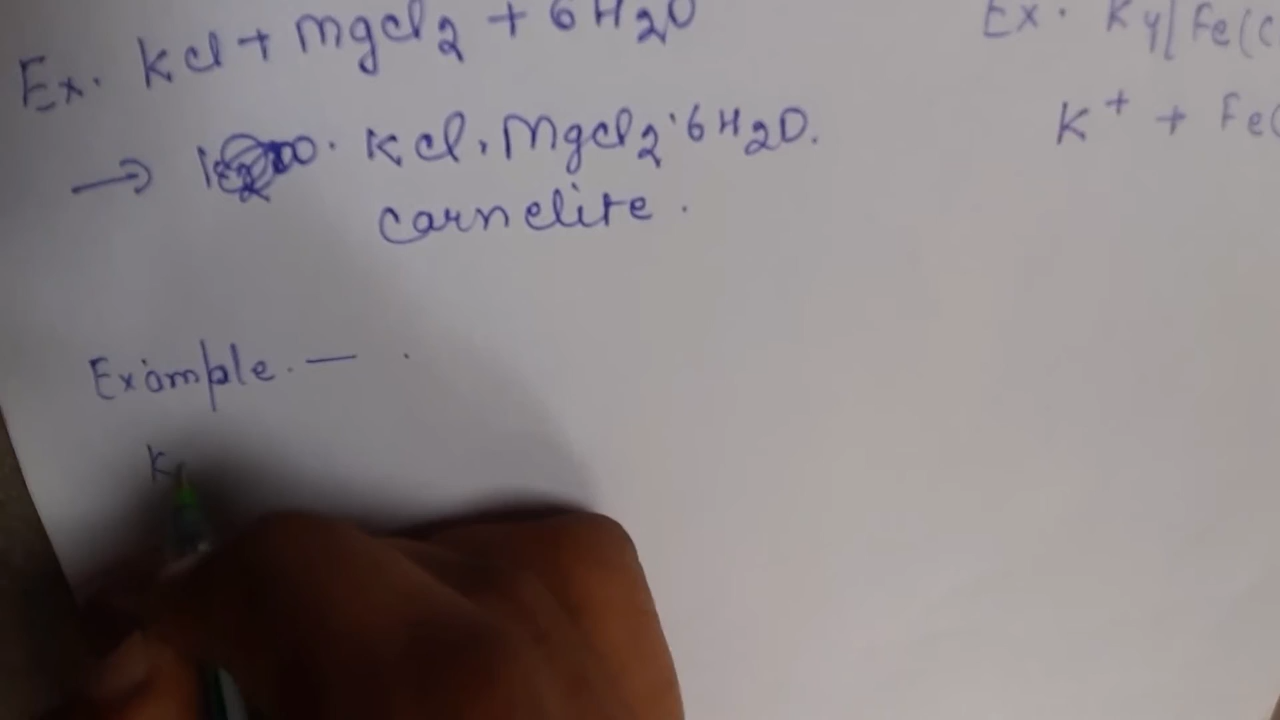 Ex. Kcl + mgcl2 + 6H2O
→ . Kcl. Mgcl2.6H2O.
carnelite.
Example. —
K
Ex. K4[Fe(C
K+ + Fe(